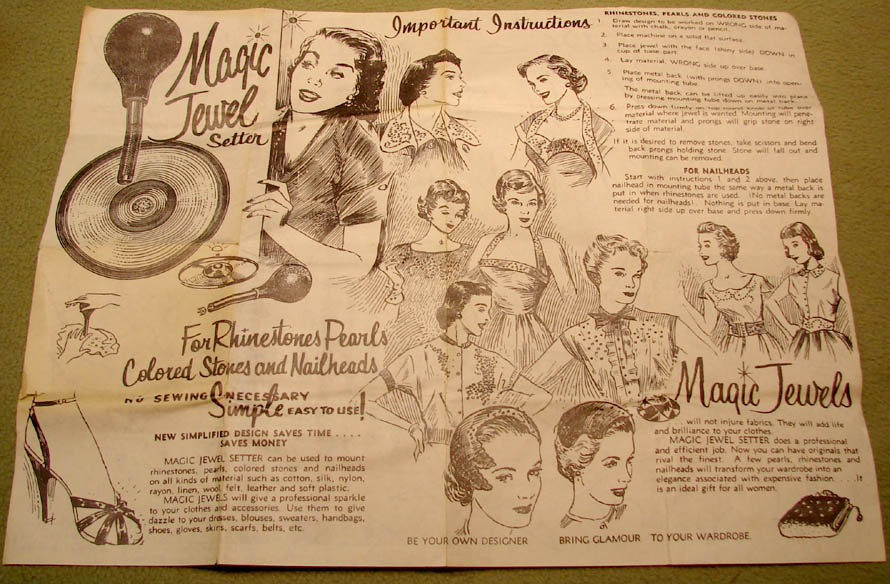 Magic
Jewel
Setter
Important Instructions
RHINESTONES, PEARLS AND COLORED STONES
1. Draw design to be worked on WRONG side of ma-
terial with chalk, crayon or pencil.
2. Place machine on a solid flat surface.
3. Place jewel with the face (shiny side) DOWN in
cup of base part.
4. Lay material, WRONG side up over base.
5. Place metal back (with prongs DOWN) into open-
ing of mounting tube.
The metal back can be lifted up easily into place
by pressing mounting tube down on metal back.
6. Press down firmly on top round knob of tube over
material where jewel is wanted. Mounting will pene-
trate material and prongs will grip stone on right
side of material.
If it is desired to remove stones, take scissors and bend
back prongs holding stone. Stone will fall out and
mounting can be removed.
FOR NAILHEADS
Start with instructions 1 and 2 above, then place
nailhead in mounting tube the same way a metal back is
put in when rhinestones are used. (No metal backs are
needed for nailheads). Nothing is put in base. Lay ma-
terial right side up over base and press down firmly.
For Rhinestones Pearls
Colored Stones and Nailheads
NO SEWING NECESSARY
Simple EASY TO USE!
NEW SIMPLIFIED DESIGN SAVES TIME ....
SAVES MONEY
MAGIC JEWEL SETTER can be used to mount
rhinestones, pearls, colored stones and nailheads
on all kinds of material such as cotton, silk, nylon,
rayon, linen, wool, felt, leather and soft plastic.
MAGIC JEWELS will give a professional sparkle
to your clothes and accessories. Use them to give
dazzle to your dresses, blouses, sweaters, handbags,
shoes, gloves, skirts, scarfs, belts, etc.
Magic Jewels
will not injure fabrics. They will add life
and brilliance to your clothes.
MAGIC JEWEL SETTER does a professional
and efficient job. Now you can have originals that
rival the finest. A few pearls, rhinestones and
nailheads will transform your wardrobe into an
elegance associated with expensive fashion. . . . It
is an ideal gift for all women.
BE YOUR OWN DESIGNER BRING GLAMOUR TO YOUR WARDROBE.